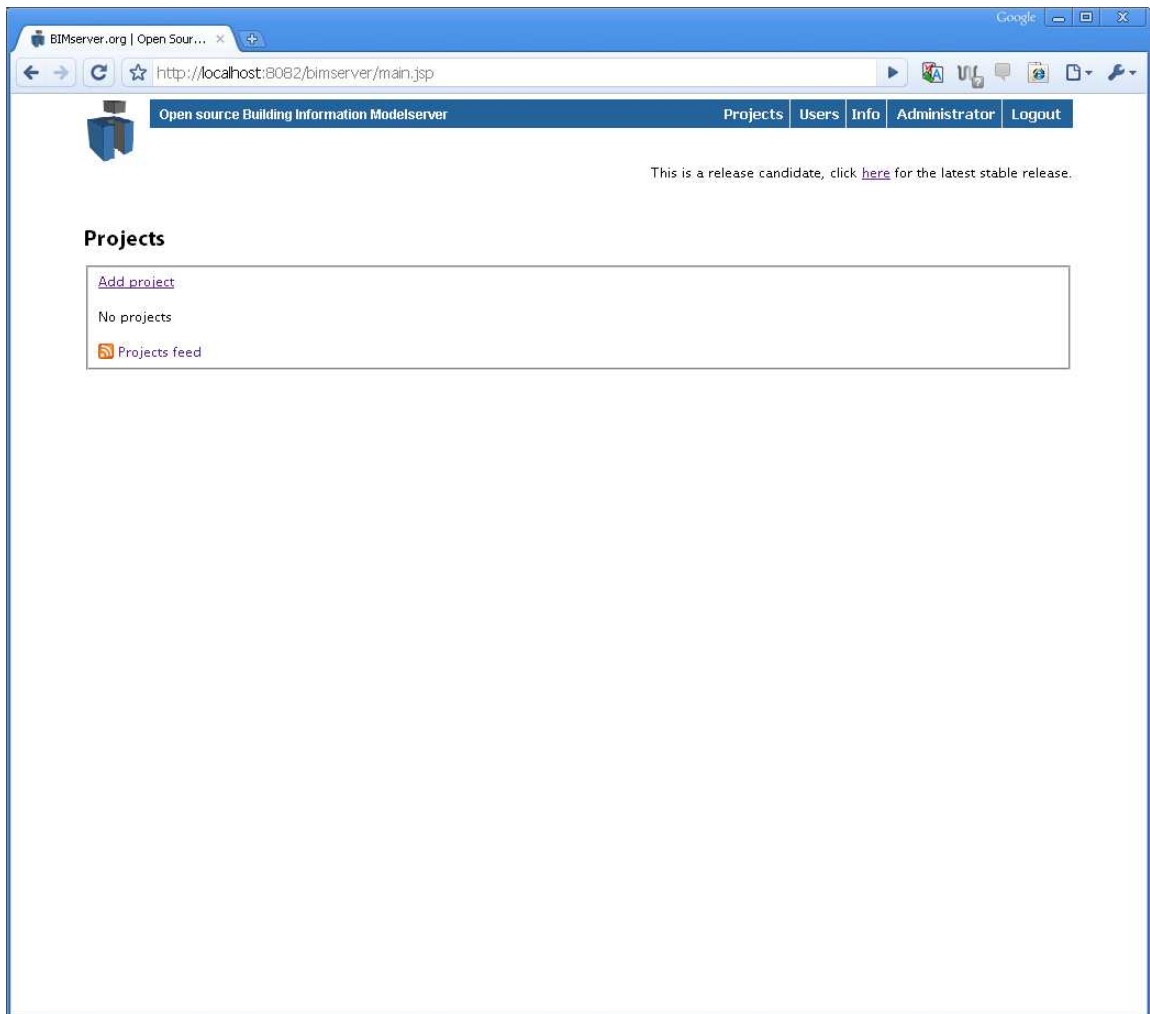 Google
BIMserver.org | Open Sour...
http://localhost:8082/bimserver/main.jsp
Open source Building Information Modelserver
Projects
Users
Info
Administrator
Logout
This is a release candidate, click here for the latest stable release.
Projects
Add project
No projects
Projects feed